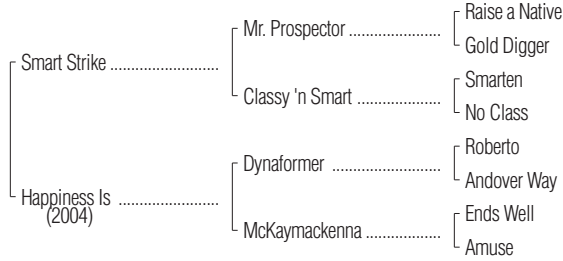 Raise a Native
Mr. Prospector ......................
Gold Digger
Smart Strike ..........................
Smarten
Classy 'n Smart ....................
No Class
Roberto
Dynaformer ..........................
Andover Way
Happiness Is ........................
(2004)
Ends Well
McKaymackenna ..................
Amuse